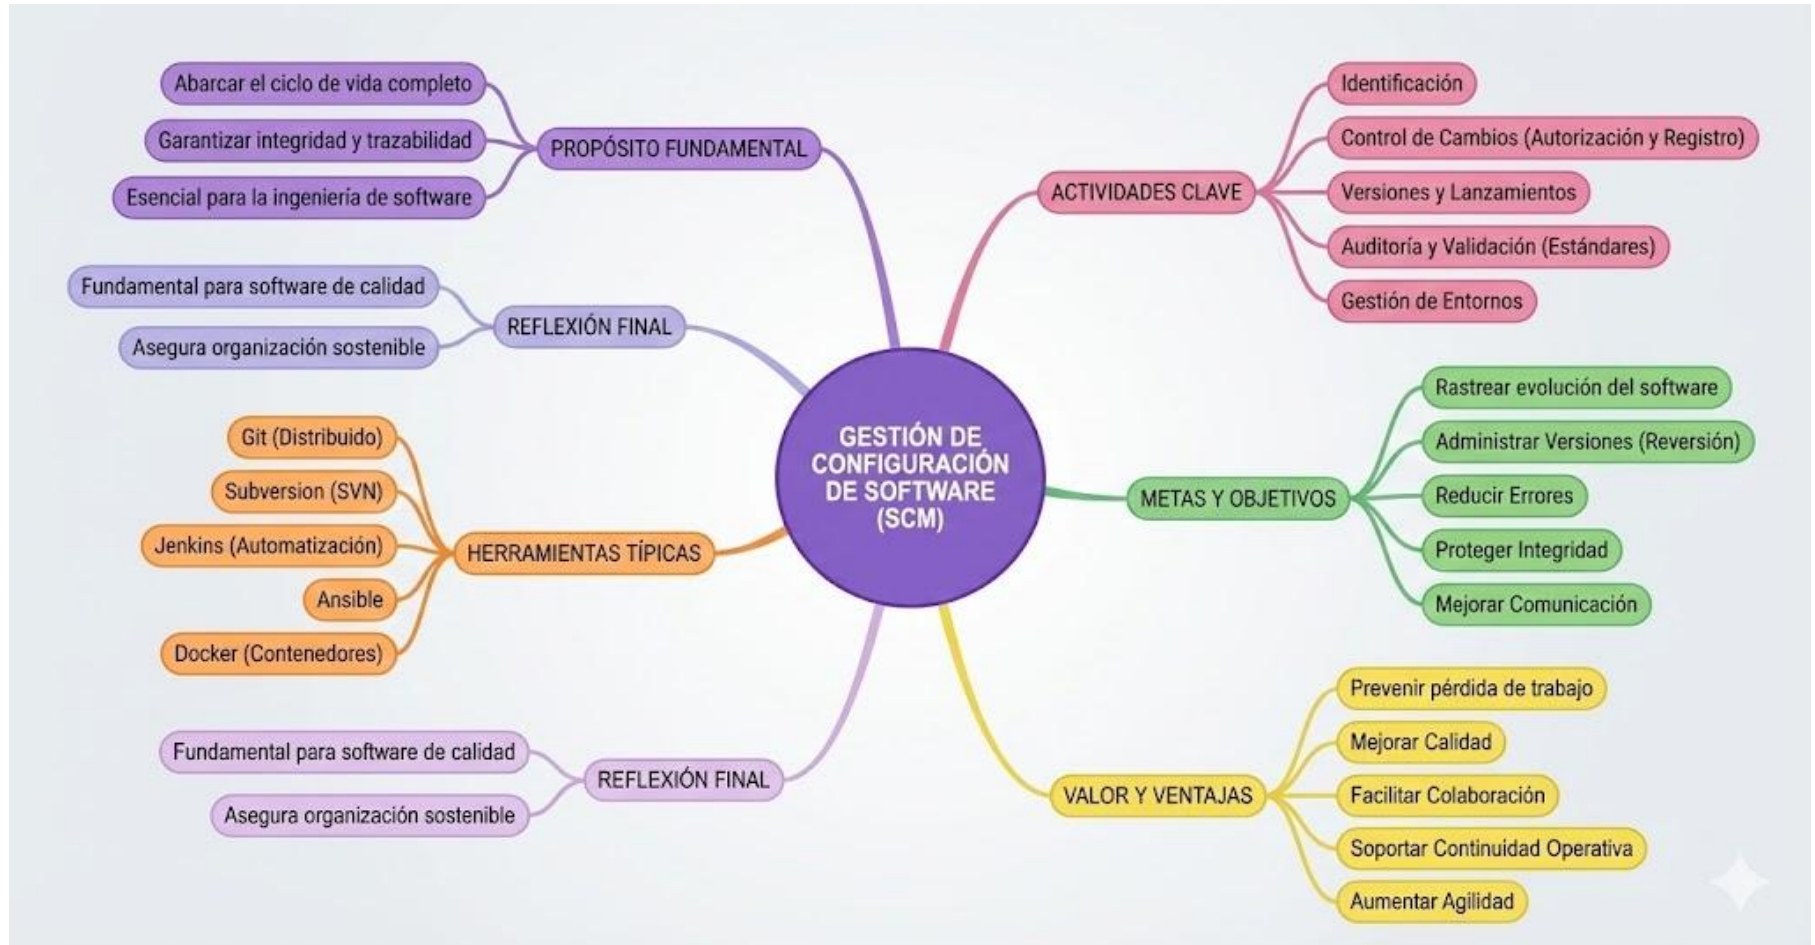 Abarcar el ciclo de vida completo
Garantizar integridad y trazabilidad
Esencial para la ingeniería de software
PROPÓSITO FUNDAMENTAL
Fundamental para software de calidad
Asegura organización sostenible
REFLEXIÓN FINAL
Git (Distribuido)
Subversion (SVN)
Jenkins (Automatización)
Ansible
Docker (Contenedores)
HERRAMIENTAS TÍPICAS
Fundamental para software de calidad
Asegura organización sostenible
REFLEXIÓN FINAL
GESTIÓN DE
CONFIGURACIÓN
DE SOFTWARE
(SCM)
ACTIVIDADES CLAVE
Identificación
Control de Cambios (Autorización y Registro)
Versiones y Lanzamientos
Auditoría y Validación (Estándares)
Gestión de Entornos
METAS Y OBJETIVOS
Rastrear evolución del software
Administrar Versiones (Reversión)
Reducir Errores
Proteger Integridad
Mejorar Comunicación
VALOR Y VENTAJAS
Prevenir pérdida de trabajo
Mejorar Calidad
Facilitar Colaboración
Soportar Continuidad Operativa
Aumentar Agilidad